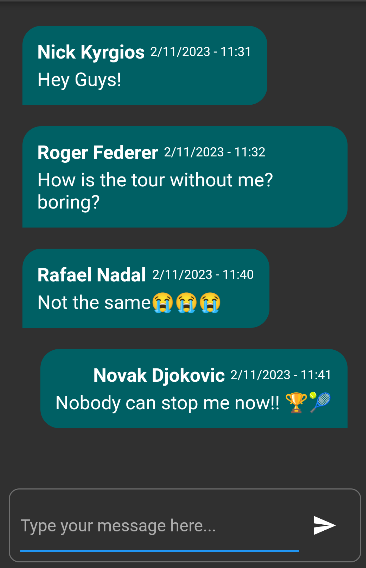 Nick Kyrgios 2/11/2023 - 11:31
Hey Guys!
Roger Federer 2/11/2023 - 11:32
How is the tour without me?
boring?
Rafael Nadal 2/11/2023 - 11:40
Not the same😭😭😭
Novak Djokovic 2/11/2023 - 11:41
Nobody can stop me now!! 🏆🎾
Type your message here...